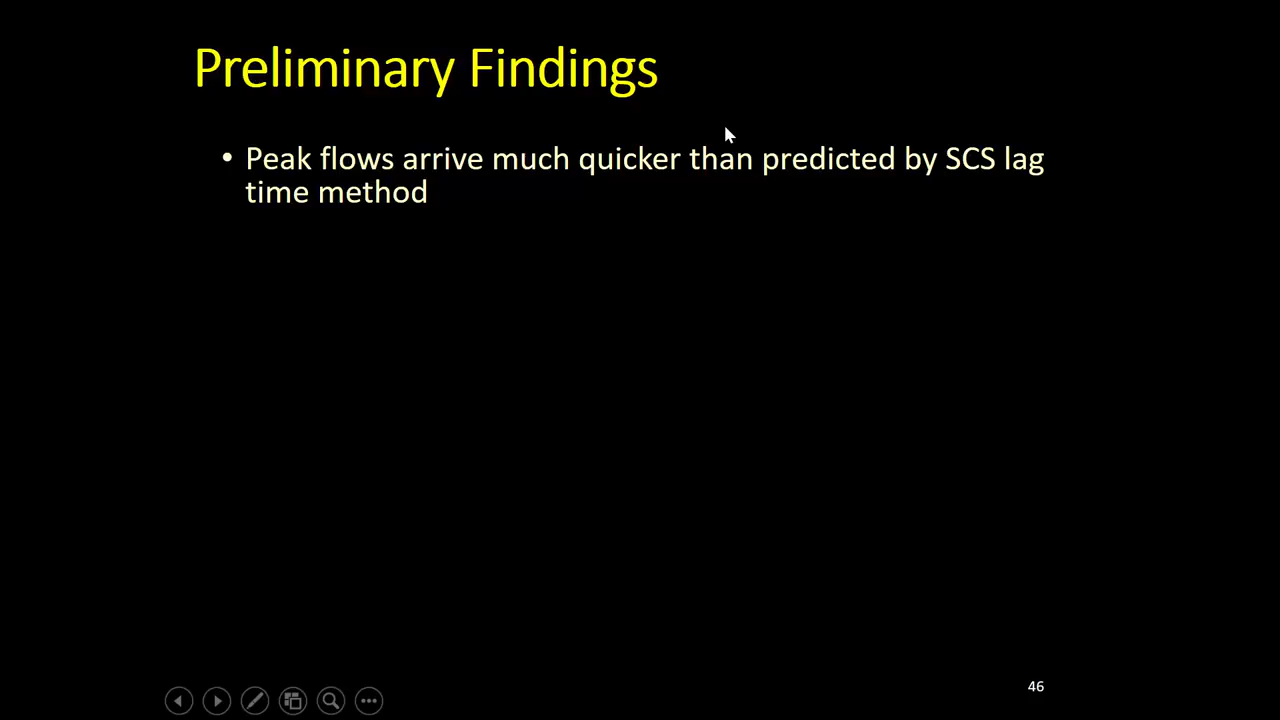 Preliminary Findings
• Peak flows arrive much quicker than predicted by SCS lag
time method
46